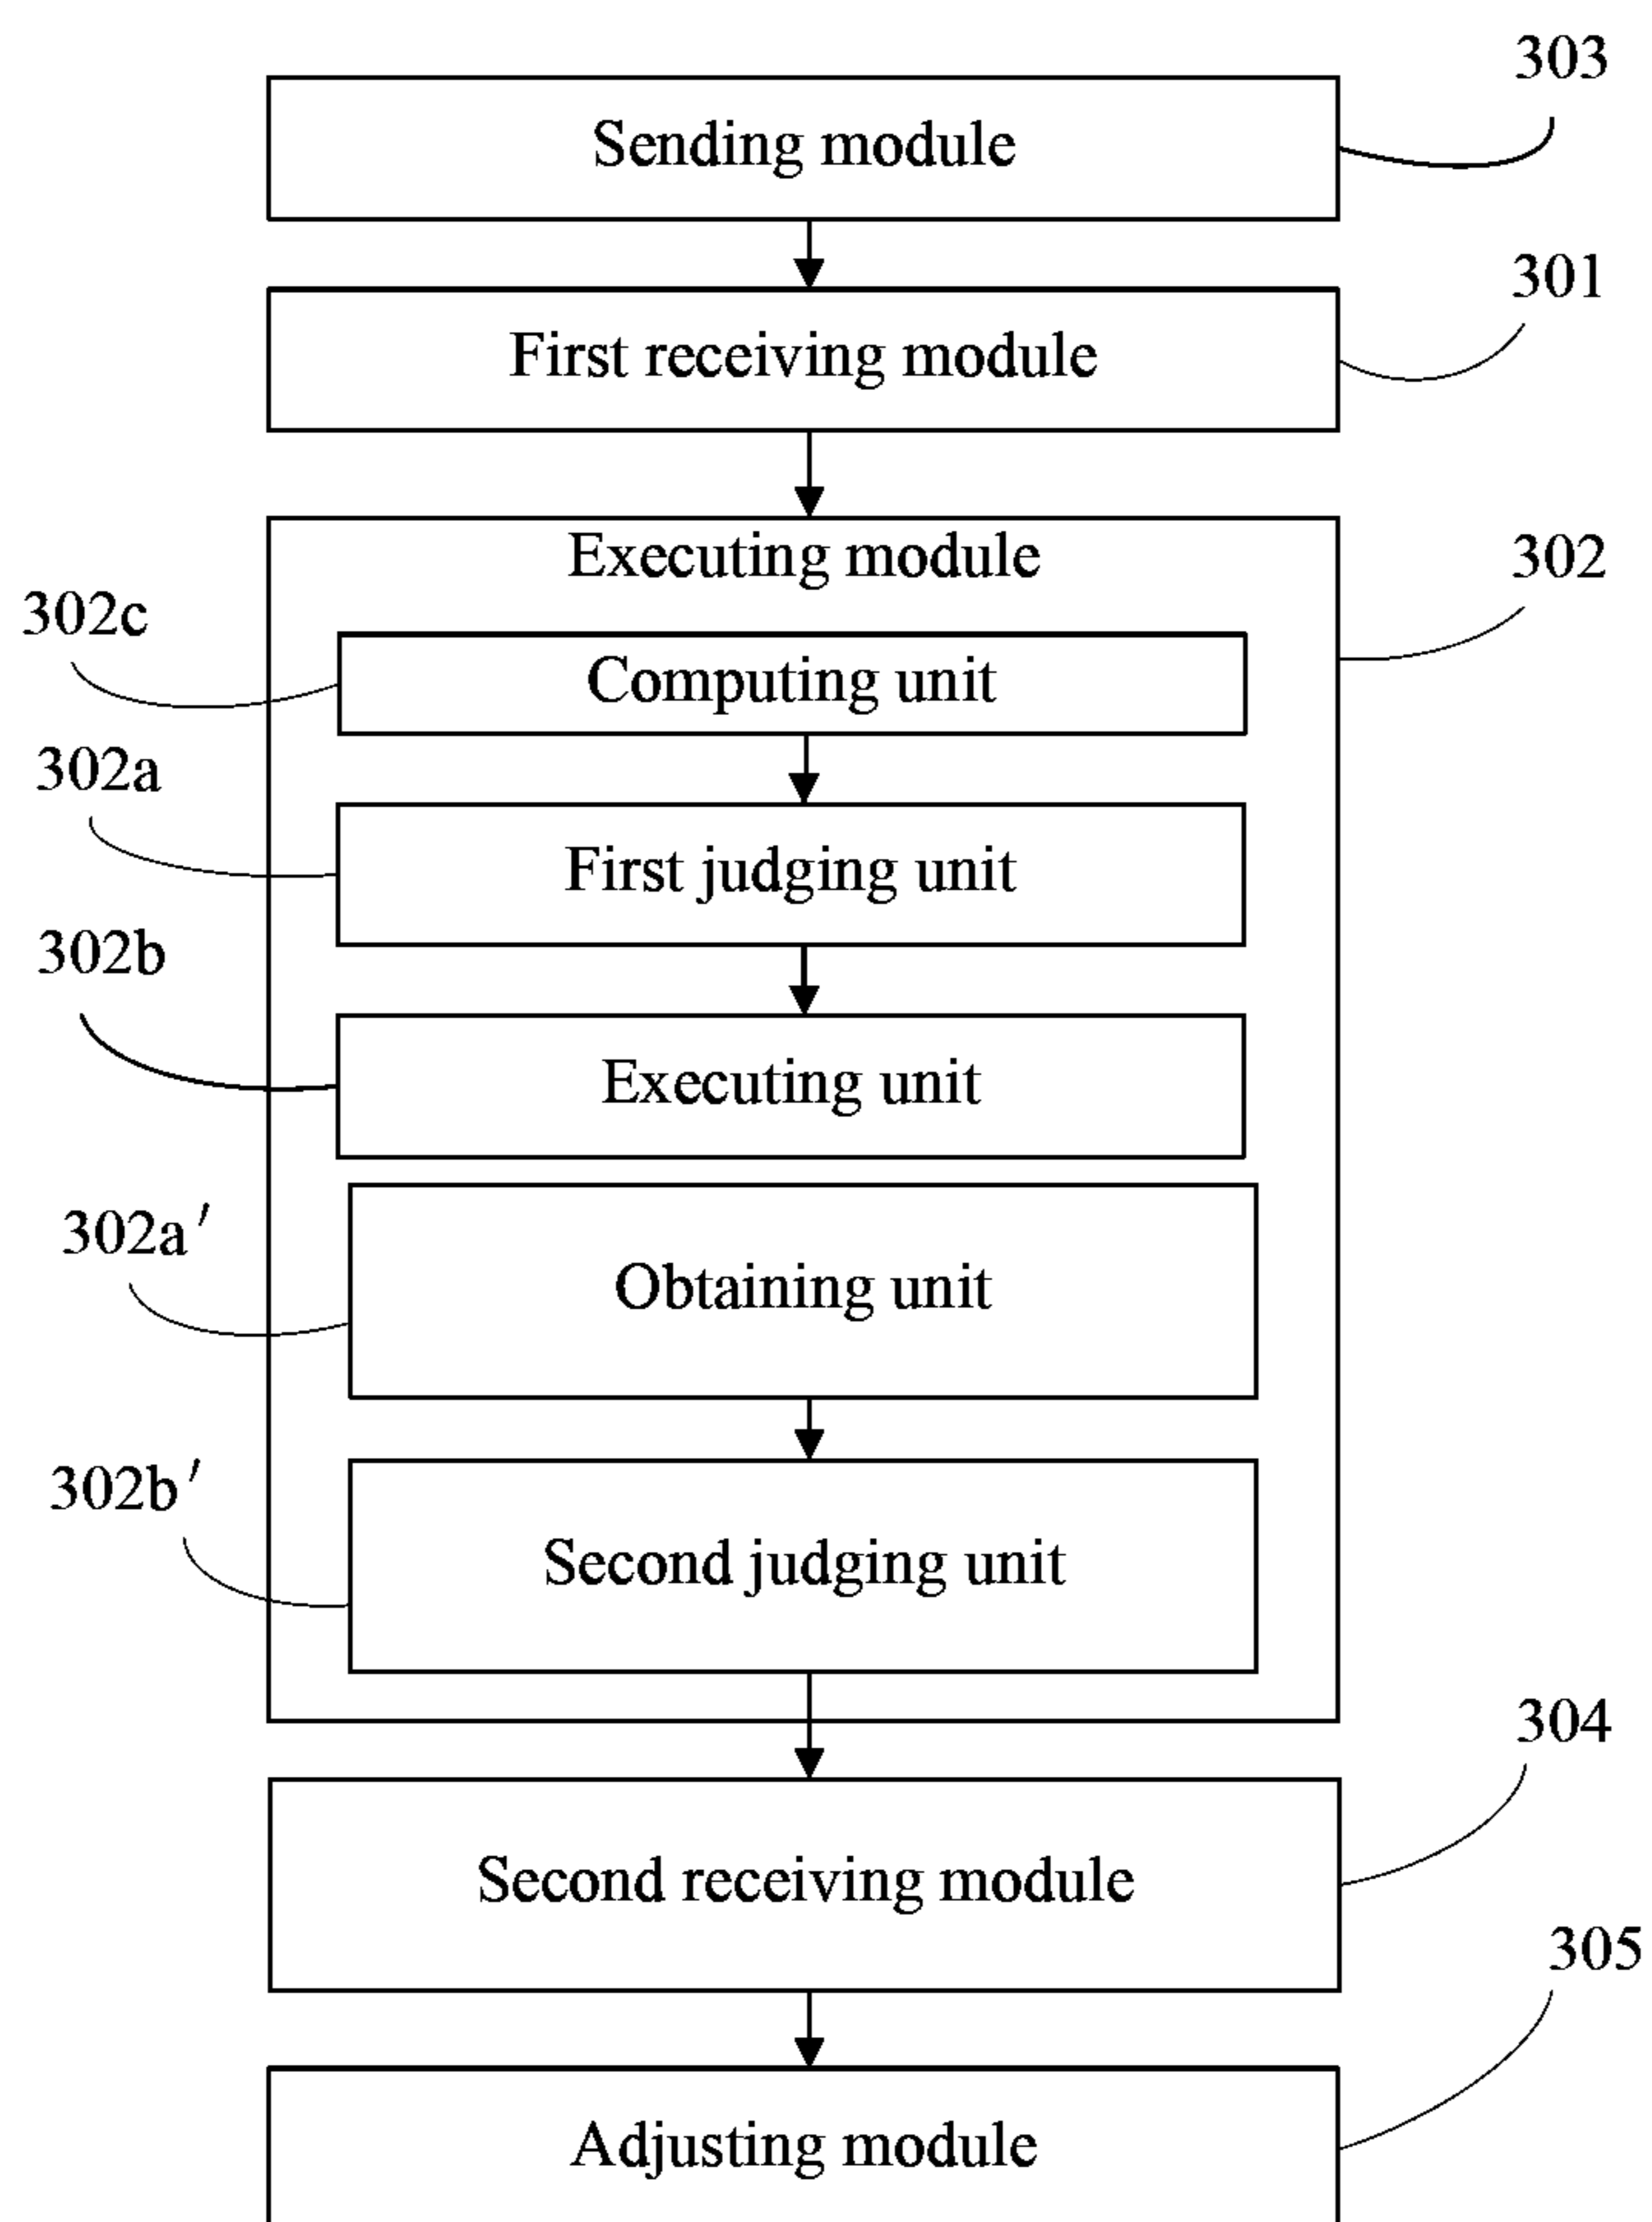 303
Sending module
301
First receiving module
302
Executing module
302c
Computing unit
302a
First judging unit
302b
Executing unit
302a′
Obtaining unit
302b′
Second judging unit
304
Second receiving module
305
Adjusting module